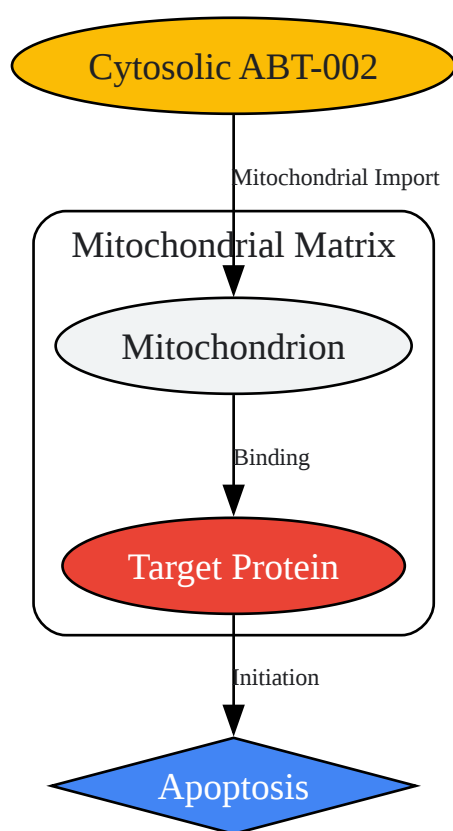 Cytosolic ABT-002
Mitochondrial Import
Mitochondrial Matrix
Mitochondrion
Binding
Target Protein
Initiation
Apoptosis